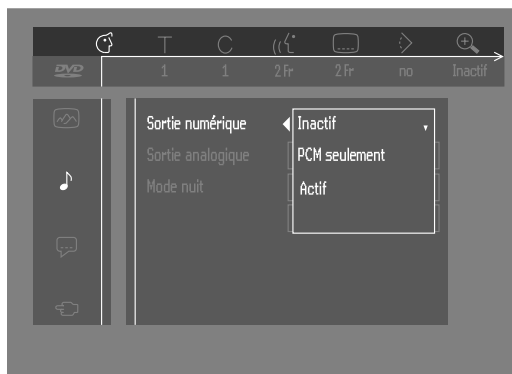 T C
DVD 1 1 2 Fr 2 Fr no Inactif
Sortie numérique Inactif
Sortie analogique PCM seulement
Mode nuit Actif